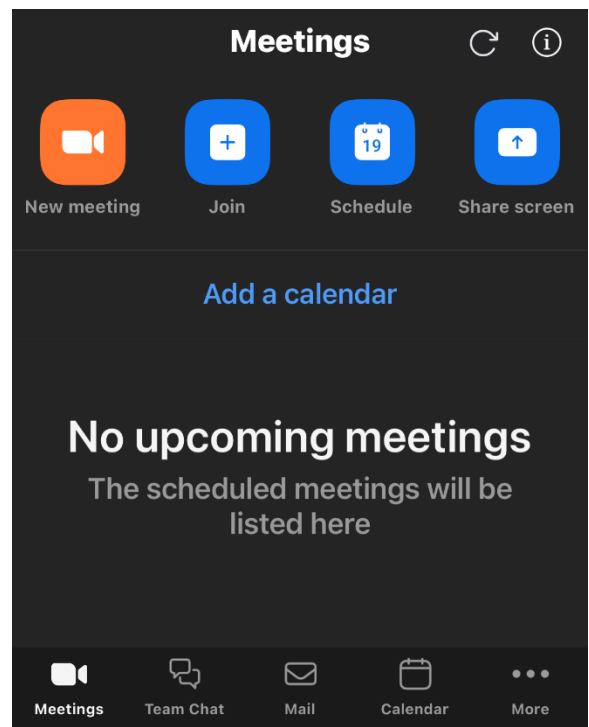 Meetings
New meeting
Join
19
Schedule
Share screen
Add a calendar
No upcoming meetings
The scheduled meetings will be
listed here
Meetings
Team Chat
Mail
Calendar
More